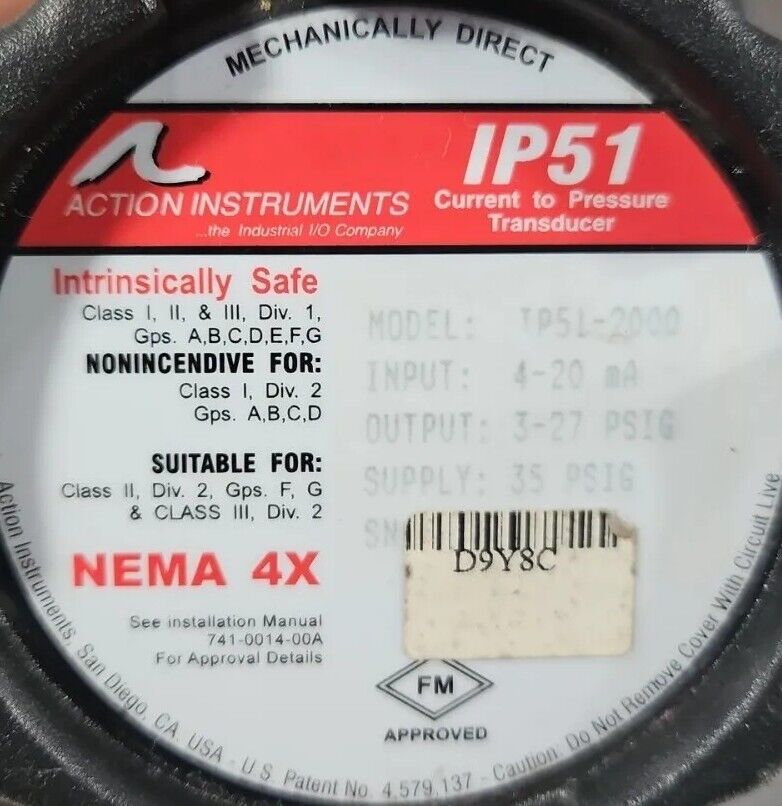 MECHANICALLY DIRECT
ACTION INSTRUMENTS
...the Industrial I/O Company
IP51
Current to Pressure
Transducer
Intrinsically Safe
Class I, II, & III, Div. 1,
Gps. A,B,C,D,E,F,G
NONINCENDIVE FOR:
Class I, Div. 2
Gps. A,B,C,D
SUITABLE FOR:
Class II, Div. 2, Gps. F, G
& CLASS III, Div. 2
NEMA 4X
See installation Manual
741-0014-00A
For Approval Details
MODEL: IP51-2000
INPUT: 4-20 mA
OUTPUT: 3-27 PSIG
SUPPLY: 35 PSIG
D9Y8C
FM
APPROVED
Action Instruments, San Diego, CA, USA - U.S. Patent No. 4,579,137 - Caution: Do Not Remove Cover With Circuit Live